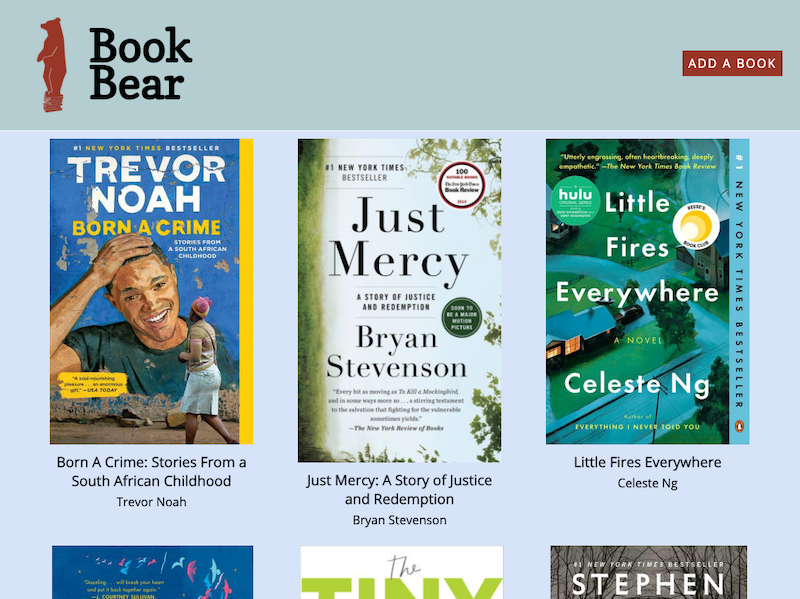 Book
Bear
ADD A BOOK
#1 NEW YORK TIMES BESTSELLER
TREVOR
NOAH
BORN A CRIME
STORIES FROM
A SOUTH AFRICAN
CHILDHOOD
"A soul-nourishing
pleasure . . . an enormous
gift." —USA TODAY
Born A Crime: Stories From a
South African Childhood
Trevor Noah
#1 NEW YORK TIMES
BESTSELLER
100
NOTABLE BOOKS
The New York Times
Book Review
2014
Just
Mercy
A STORY OF JUSTICE
AND REDEMPTION
SOON TO
BE A MAJOR
MOTION
PICTURE
Bryan
Stevenson
"Every bit as moving as To Kill a Mockingbird,
and in some ways more so . . . a stirring testament
to the salvation that fighting for the vulnerable
sometimes yields."
—The New York Review of Books
Just Mercy: A Story of Justice
and Redemption
Bryan Stevenson
"Utterly engrossing, often heartbreaking, deeply
empathetic." —The New York Times Book Review
hulu
ORIGINAL SERIES
REESE'S
BOOK CLUB
Little
Fires
Everywhere
A NOVEL
Celeste Ng
Author of
EVERYTHING I NEVER TOLD YOU
#1 NEW YORK TIMES BESTSELLER
Little Fires Everywhere
Celeste Ng
"Dazzling . . . will break your heart
and put it back together again."
—J. COURTNEY SULLIVAN,
the
TINY
#1 NEW YORK TIMES BESTSELLER
STEPHEN